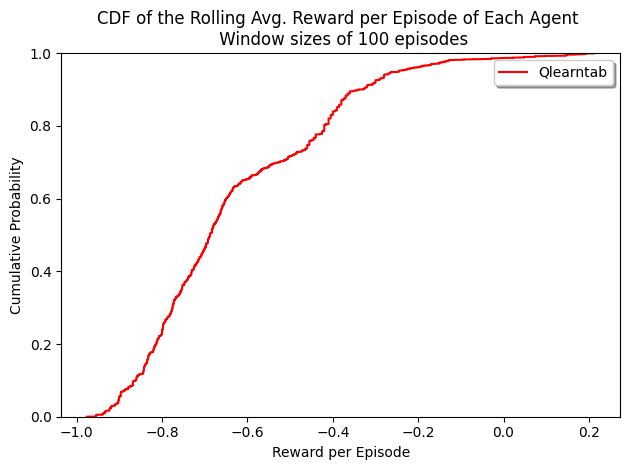 CDF of the Rolling Avg. Reward per Episode of Each Agent
Window sizes of 100 episodes
Qlearntab
Cumulative Probability
1.0
0.8
0.6
0.4
0.2
0.0
−1.0 −0.8 −0.6 −0.4 −0.2 0.0 0.2
Reward per Episode